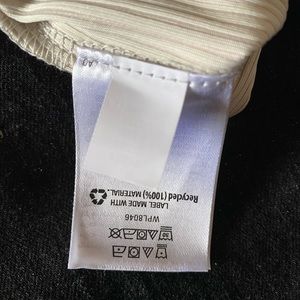 Recycled (100%) MATERIAL.
LABEL MADE WITH
WPL8046